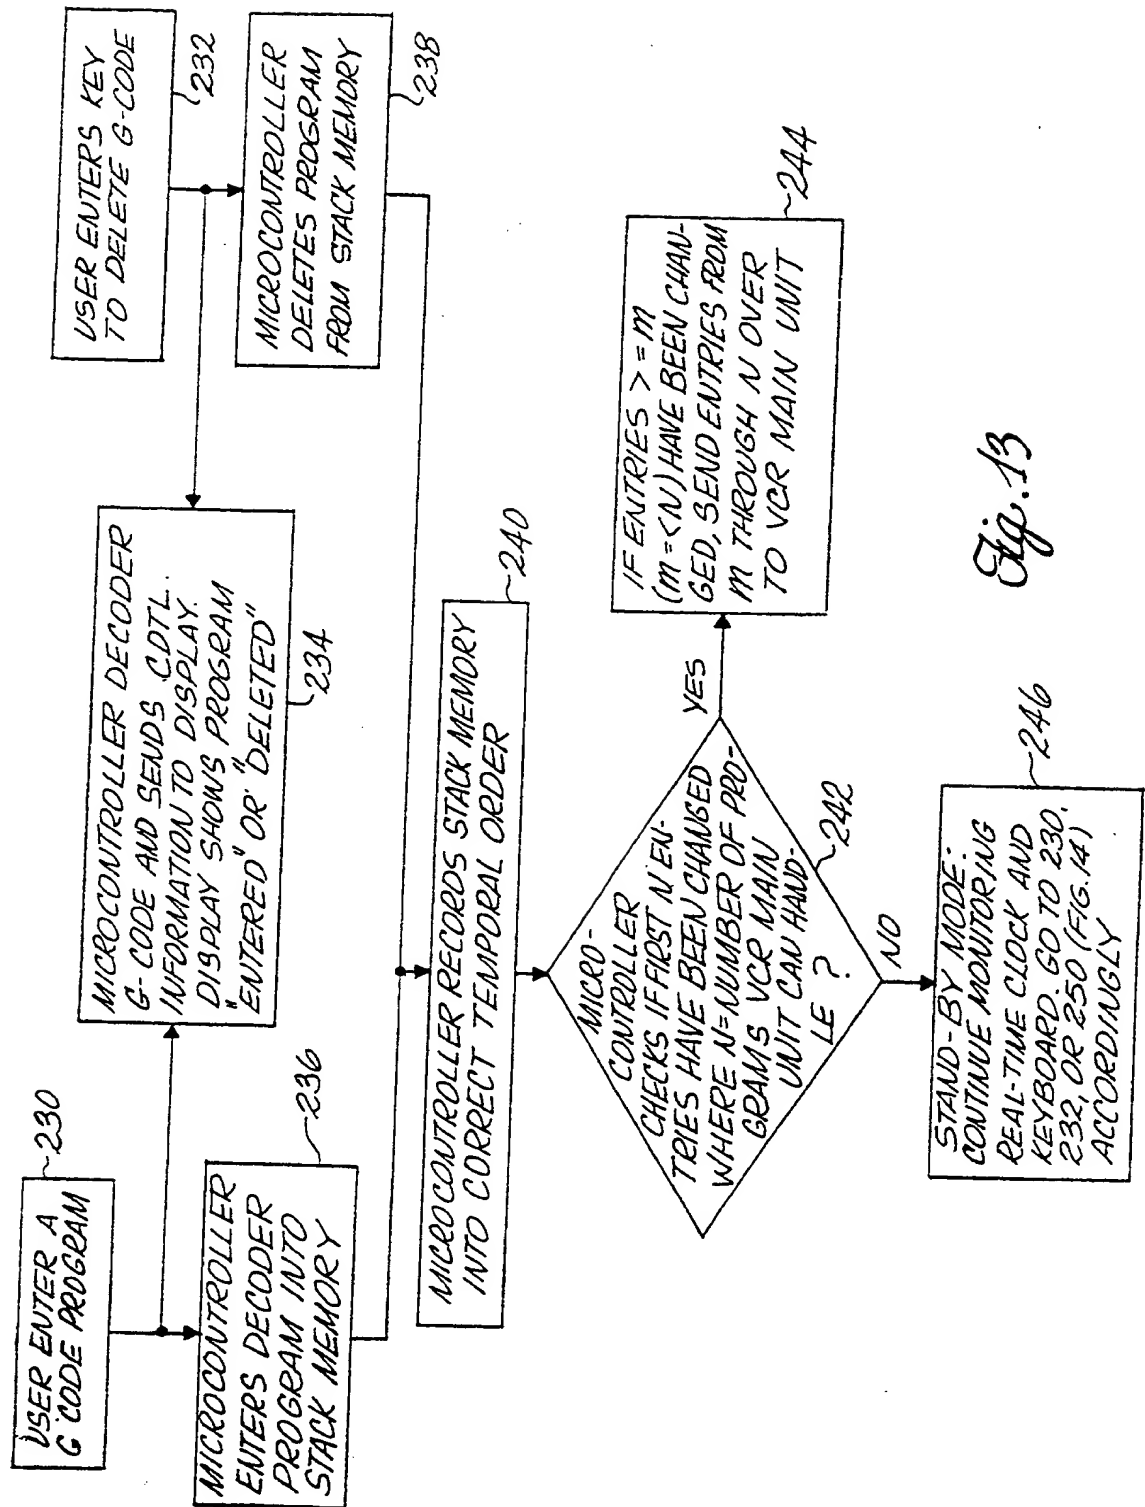 USER ENTER A
G CODE PROGRAM
230
USER ENTERS KEY
TO DELETE G-CODE
232
MICROCONTROLLER DECODER
G-CODE AND SENDS CDTL.
INFORMATION TO DISPLAY.
DISPLAY SHOWS PROGRAM
"ENTERED" OR "DELETED"
234
MICROCONTROLLER
ENTERS DECODER
PROGRAM INTO
STACK MEMORY
236
MICROCONTROLLER
DELETES PROGRAM
FROM STACK MEMORY
238
MICROCONTROLLER RECORDS STACK MEMORY
INTO CORRECT TEMPORAL ORDER
240
MICRO-
CONTROLLER
CHECKS IF FIRST N EN-
TRIES HAVE BEEN CHANGED
WHERE N=NUMBER OF PRO-
GRAMS VCR MAIN
UNIT CAN HAND-
LE ?
242
YES
IF ENTRIES >=M
(M=<N) HAVE BEEN CHAN-
GED, SEND ENTRIES FROM
M THROUGH N OVER
TO VCR MAIN UNIT
244
NO
STAND-BY MODE:
CONTINUE MONITORING
REAL-TIME CLOCK AND
KEYBOARD. GO TO 230,
232, OR 250 (FIG.14)
ACCORDINGLY
246
Fig. 13